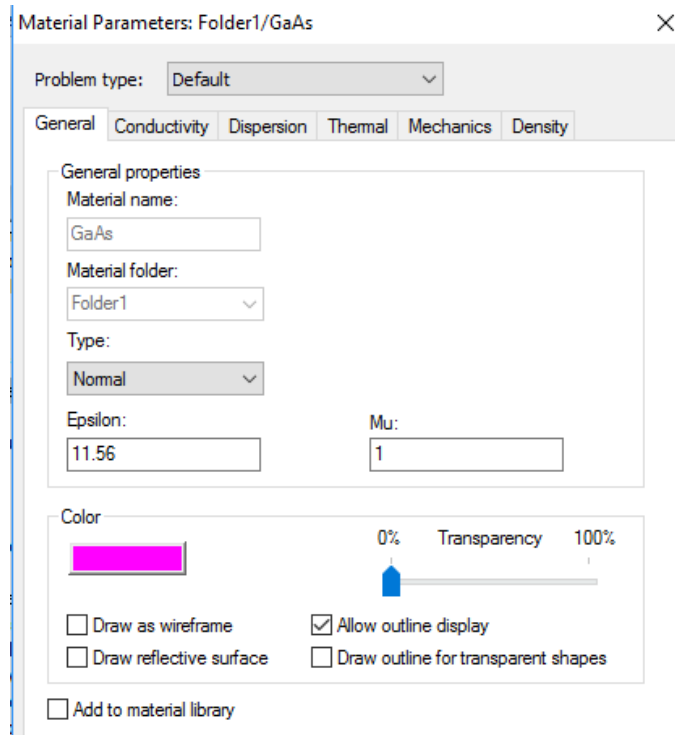 Material Parameters: Folder1/GaAs
Problem type: Default
General Conductivity Dispersion Thermal Mechanics Density
General properties
Material name:
GaAs
Material folder:
Folder1
Type:
Normal
Epsilon: Mu:
11.56 1
Color
0% Transparency 100%
Draw as wireframe Allow outline display
Draw reflective surface Draw outline for transparent shapes
Add to material library